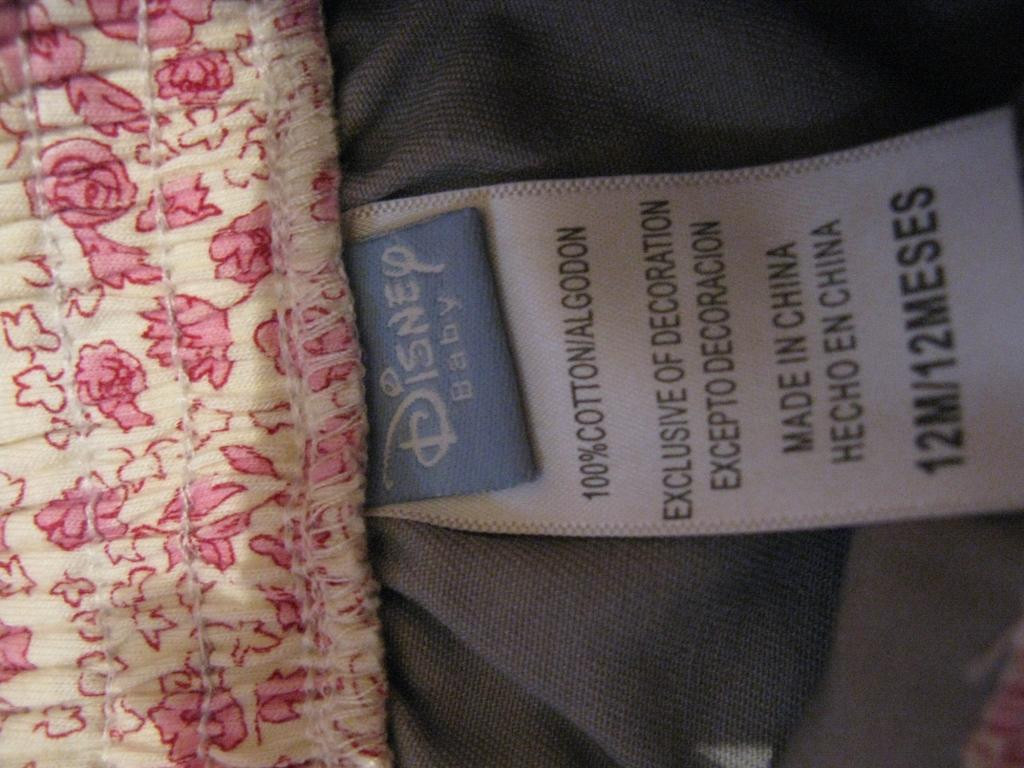 Disney
Baby
100%COTTON/ALGODON
EXCLUSIVE OF DECORATION
EXCEPTO DECORACION
MADE IN CHINA
HECHO EN CHINA
12M/12MESES